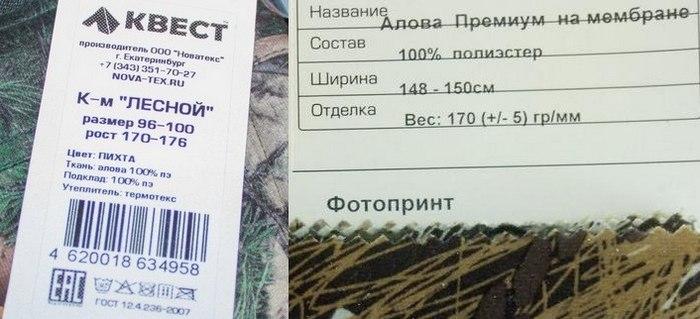 КВЕСТ
производитель ООО "Новатекс"
г. Екатеринбург
+7 (343) 351-70-27
NOVA-TEX.RU
К-м "ЛЕСНОЙ"
размер 96-100
рост 170-176
Цвет: ПИХТА
Ткань: алова 100% пэ
Подклад: 100% пэ
Утеплитель: термотекс
4 620018 634958
ЕАС
ГОСТ 12.4.236-2007
Название Алова Премиум на мембране
Состав 100% полиэстер
Ширина 148 - 150см
Отделка Вес: 170 (+/- 5) гр/мм
Фотопринт